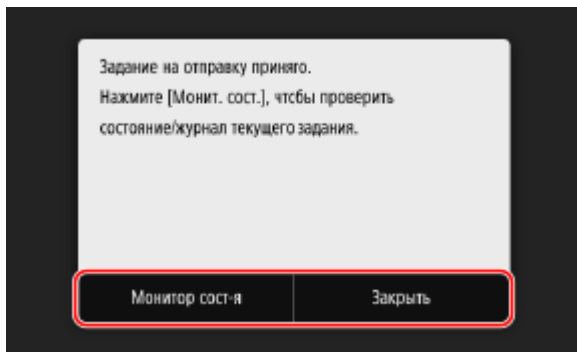 Задание на отправку принято.
Нажмите [Монит. сост.], чтобы проверить
состояние/журнал текущего задания.
Монитор сост-я
Закрыть